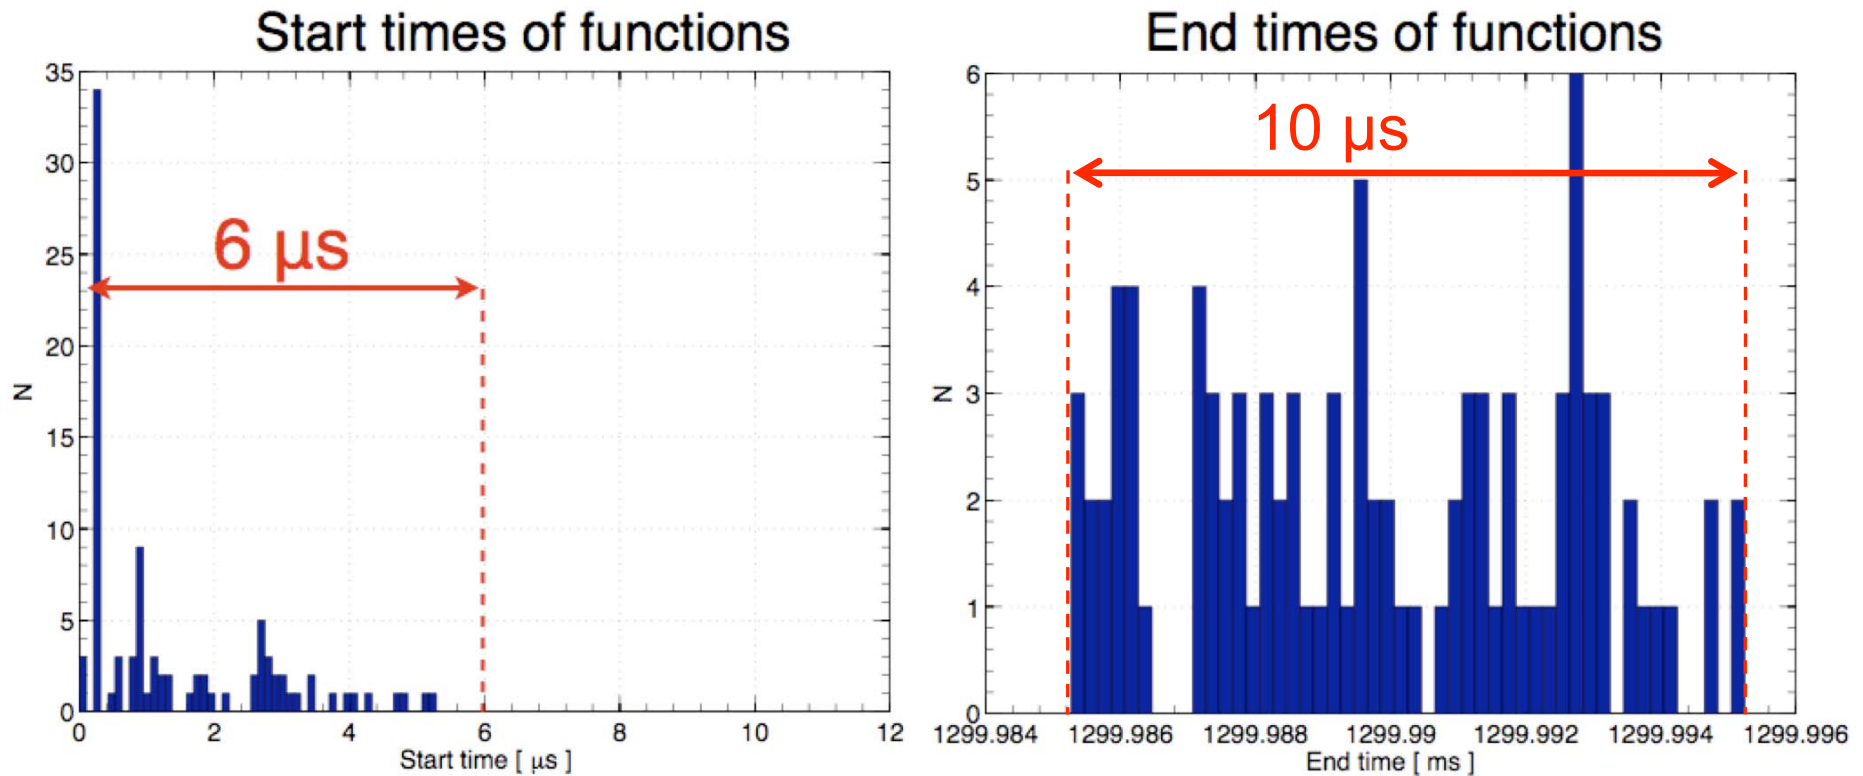 Start times of functions
35
30
25
20
15
10
5
0
N
6 µs
0 2 4 6 8 10 12
Start time [ µs ]
End times of functions
6
5
4
3
2
1
0
N
10 µs
1299.984 1299.986 1299.988 1299.99 1299.992 1299.994 1299.996
End time [ ms ]